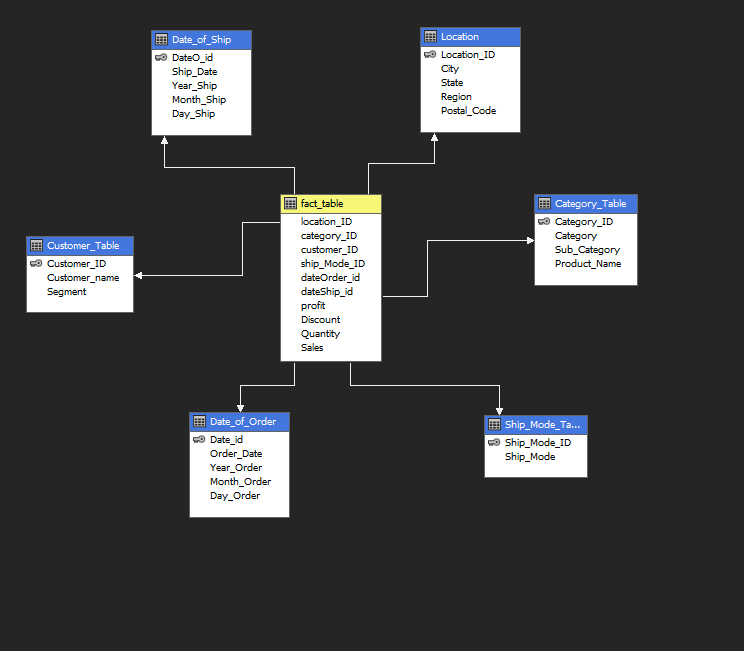 Date_of_Ship
DateO_id
Ship_Date
Year_Ship
Month_Ship
Day_Ship
Location
Location_ID
City
State
Region
Postal_Code
fact_table
location_ID
category_ID
customer_ID
ship_Mode_ID
dateOrder_id
dateShip_id
profit
Discount
Quantity
Sales
Category_Table
Category_ID
Category
Sub_Category
Product_Name
Customer_Table
Customer_ID
Customer_name
Segment
Date_of_Order
Date_id
Order_Date
Year_Order
Month_Order
Day_Order
Ship_Mode_Ta...
Ship_Mode_ID
Ship_Mode